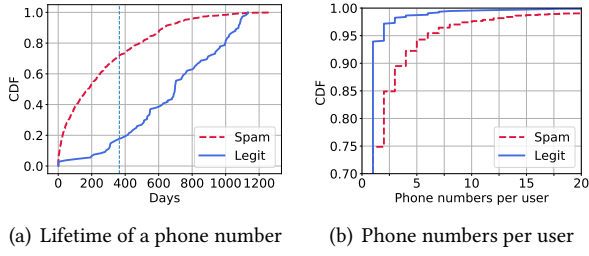 1.0
0.8
0.6
0.4
0.2
0.0
CDF
0 200 400 600 800 1000 1200
Days
Spam
Legit
1.00
0.95
0.90
0.85
0.80
0.75
0.70
CDF
0 5 10 15 20
Phone numbers per user
Spam
Legit
(a) Lifetime of a phone number
(b) Phone numbers per user